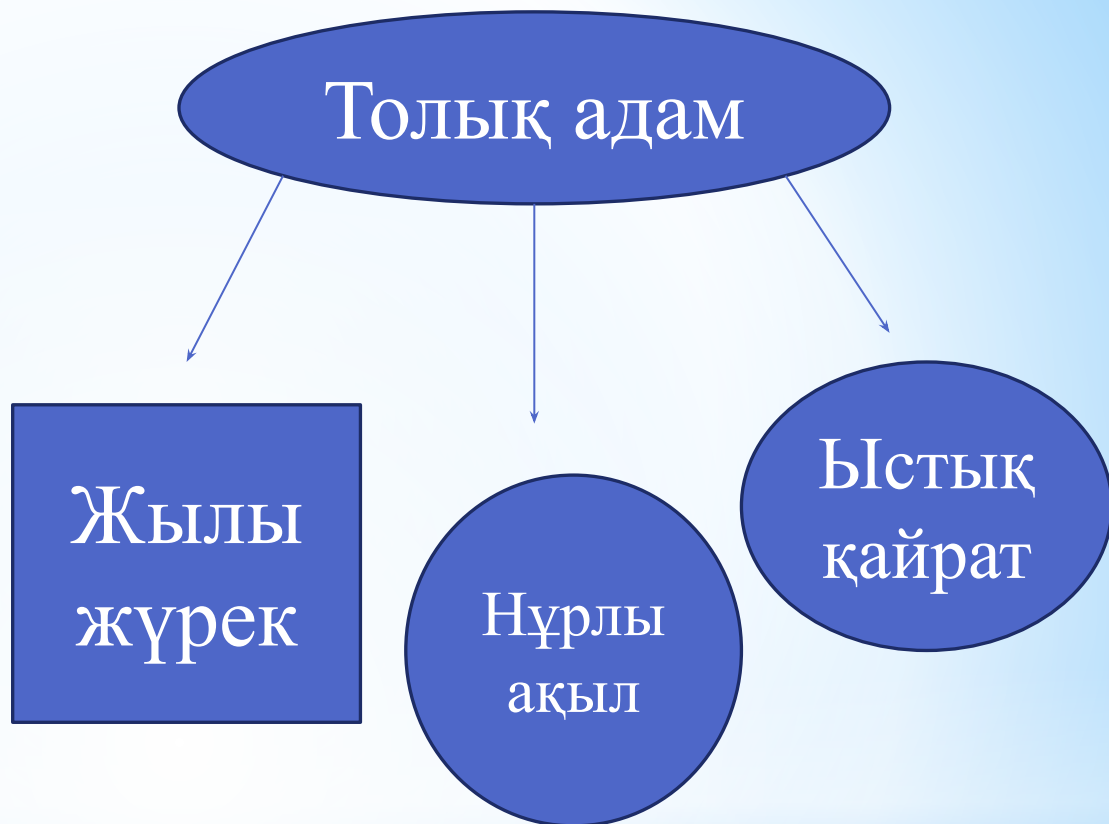 Толық адам
Жылы
жүрек
Нұрлы
ақыл
Ыстық
қайрат